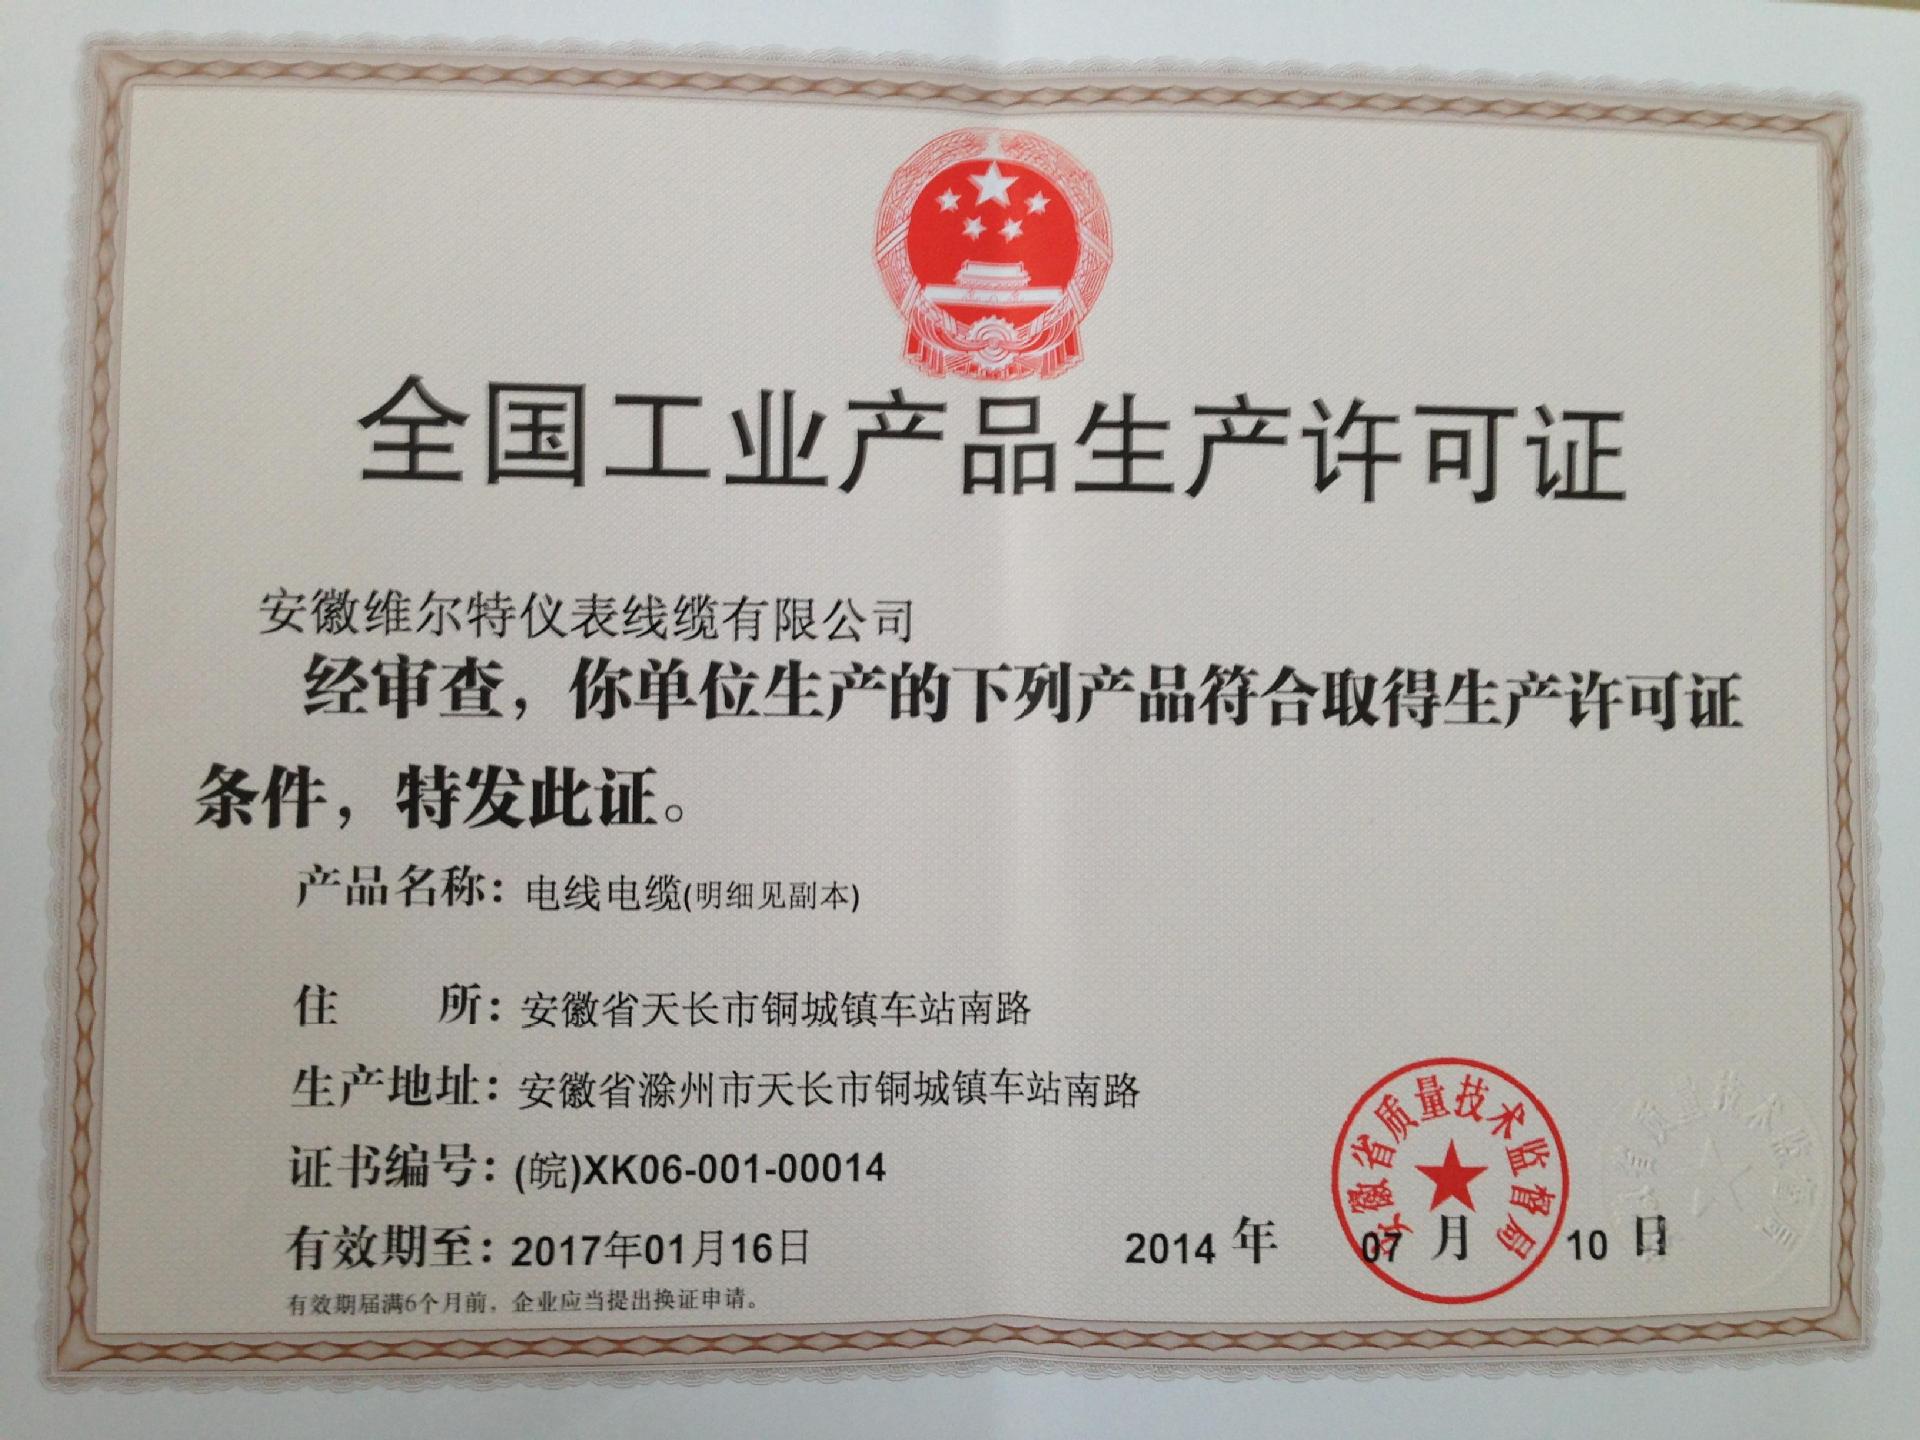 全国工业产品生产许可证
安徽维尔特仪表线缆有限公司
经审查，你单位生产的下列产品符合取得生产许可证
条件，特发此证。
产品名称：电线电缆(明细见副本)
住 所：安徽省天长市铜城镇车站南路
生产地址：安徽省滁州市天长市铜城镇车站南路
证书编号：(皖)XK06-001-00014
有效期至：2017年01月16日
2014 年 07 月 10 日
安徽省质量技术监督局
有效期届满6个月前，企业应当提出换证申请。